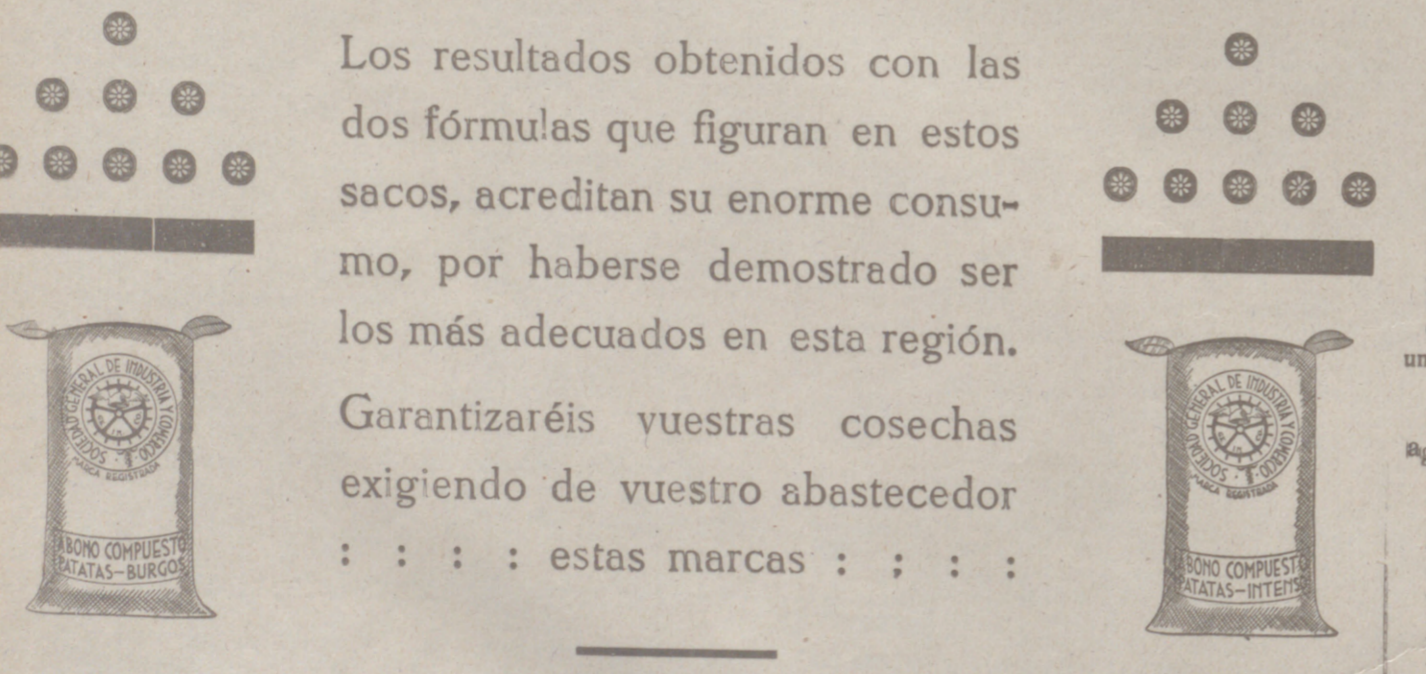 Los resultados obtenidos con las
dos fórmulas que figuran en estos
sacos, acreditan su enorme consu-
mo, por haberse demostrado ser
los más adecuados en esta región.
Garantizaréis vuestras cosechas
exigiendo de vuestro abastecedor
: : : : estas marcas : : : :
SOCIEDAD GENERAL DE INDUSTRIA Y COMERCIO
MARCA REGISTRADA
ABONO COMPUESTO
PATATAS-BURGOS
SOCIEDAD GENERAL DE INDUSTRIA Y COMERCIO
MARCA REGISTRADA
ABONO COMPUESTO
PATATAS-INTENSO